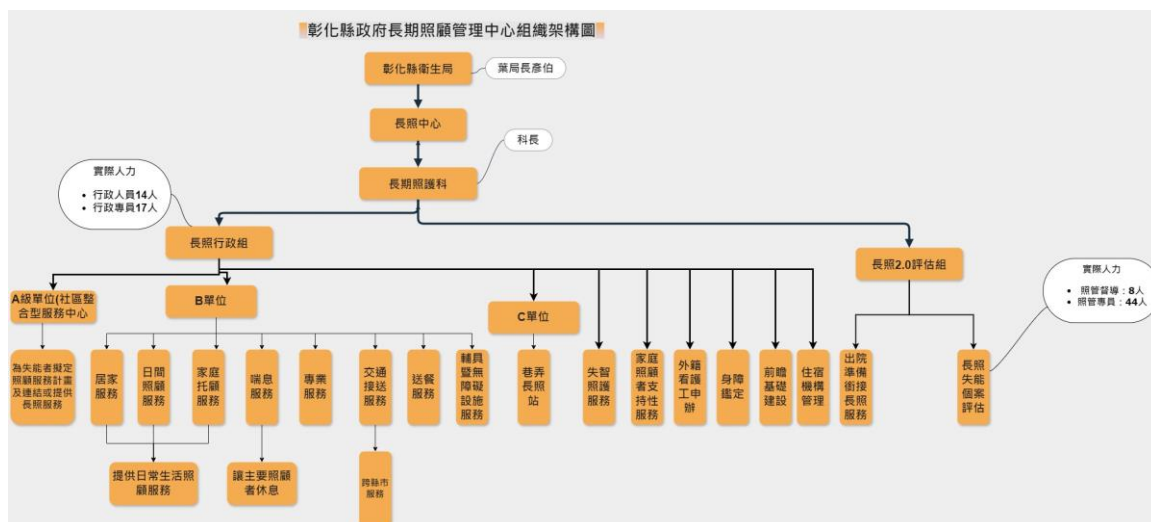 彰化縣政府長期照顧管理中心組織架構圖
彰化縣衛生局
葉局長彥伯
長照中心
科長
長期照護科
實際人力
• 行政人員14人
• 行政專員17人
長照行政組
長照2.0評估組
實際人力
• 照管督導：8人
• 照管專員：44人
A級單位(社區整
合型服務中心
B單位
C單位
為失能者擬定
照顧服務計畫
及連結或提供
長照服務
居家
服務
日間
照顧
服務
家庭
托顧
服務
喘息
服務
專業
服務
交通
接送
服務
送餐
服務
輔具
暨無
障礙
設施
服務
巷弄
長照
站
失智
照護
服務
家庭
照顧
者支
持性
服務
外籍
看護
工申
辦
身障
鑑定
前瞻
基礎
建設
住宿
機構
管理
出院
準備
銜接
長照
服務
長照
失能
個案
評估
提供日常生活照
顧服務
讓主要照顧
者休息
跨縣市
服務